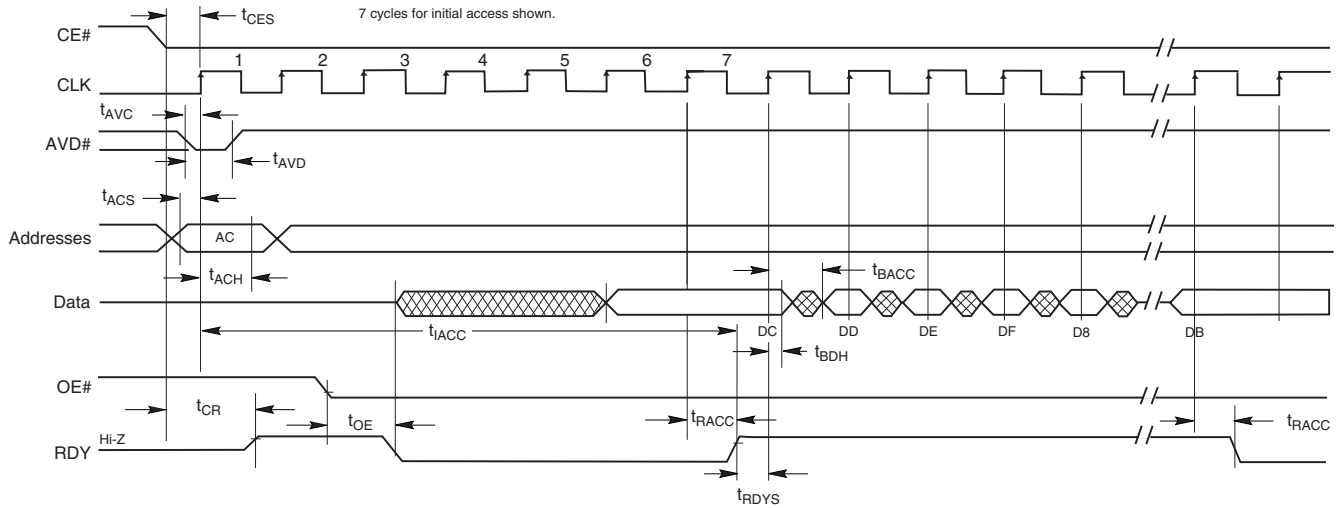 7 cycles for initial access shown.
tCES
CE#
1 2 3 4 5 6 7
CLK
tAVC
AVD#
tAVD
tACS
Addresses
AC
tACH
tBACC
Data
tIACC
DC DD DE DF D8 DB
tBDH
OE#
tCR
tOE
tRACC
tRACC
Hi-Z
RDY
tRDYS